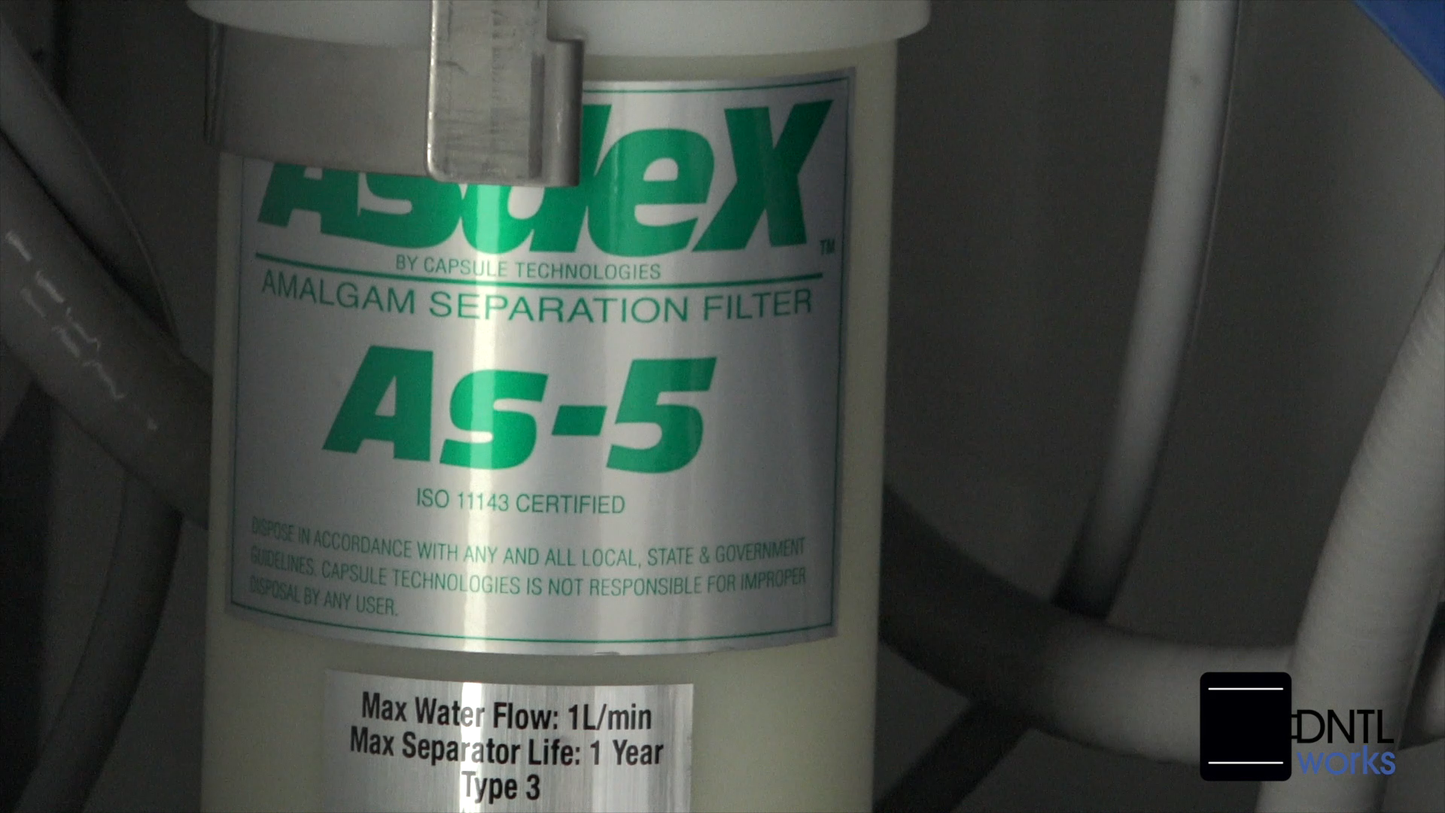 Asdex
TM
BY CAPSULE TECHNOLOGIES
AMALGAM SEPARATION FILTER
As-5
ISO 11143 CERTIFIED
DISPOSE IN ACCORDANCE WITH ANY AND ALL LOCAL, STATE & GOVERNMENT
GUIDELINES. CAPSULE TECHNOLOGIES IS NOT RESPONSIBLE FOR IMPROPER
DISPOSAL BY ANY USER.
Max Water Flow: 1L/min
Max Separator Life: 1 Year
Type 3
DNTL
works